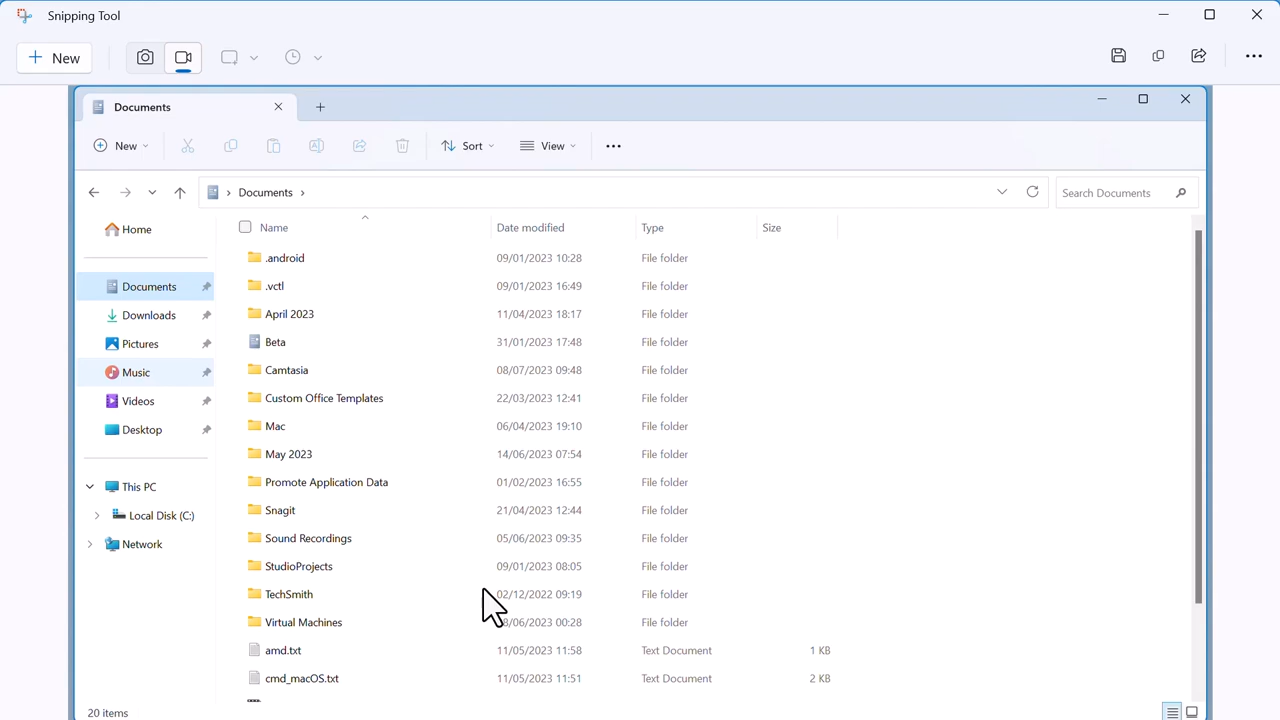 Snipping Tool
New
Documents
New Sort View
Documents Search Documents
Name Date modified Type Size
Home
Documents
Downloads
Pictures
Music
Videos
Desktop
This PC
Local Disk (C:)
Network
.android 09/01/2023 10:28 File folder
.vctl 09/01/2023 16:49 File folder
April 2023 11/04/2023 18:17 File folder
Beta 31/01/2023 17:48 File folder
Camtasia 08/07/2023 09:48 File folder
Custom Office Templates 22/03/2023 12:41 File folder
Mac 06/04/2023 19:10 File folder
May 2023 14/06/2023 07:54 File folder
Promote Application Data 01/02/2023 16:55 File folder
Snagit 21/04/2023 12:44 File folder
Sound Recordings 05/06/2023 09:35 File folder
StudioProjects 09/01/2023 08:05 File folder
TechSmith 02/12/2022 09:19 File folder
Virtual Machines 00:28 File folder
amd.txt 11/05/2023 11:58 Text Document 1 KB
cmd_macOS.txt 11/05/2023 11:51 Text Document 2 KB
20 items